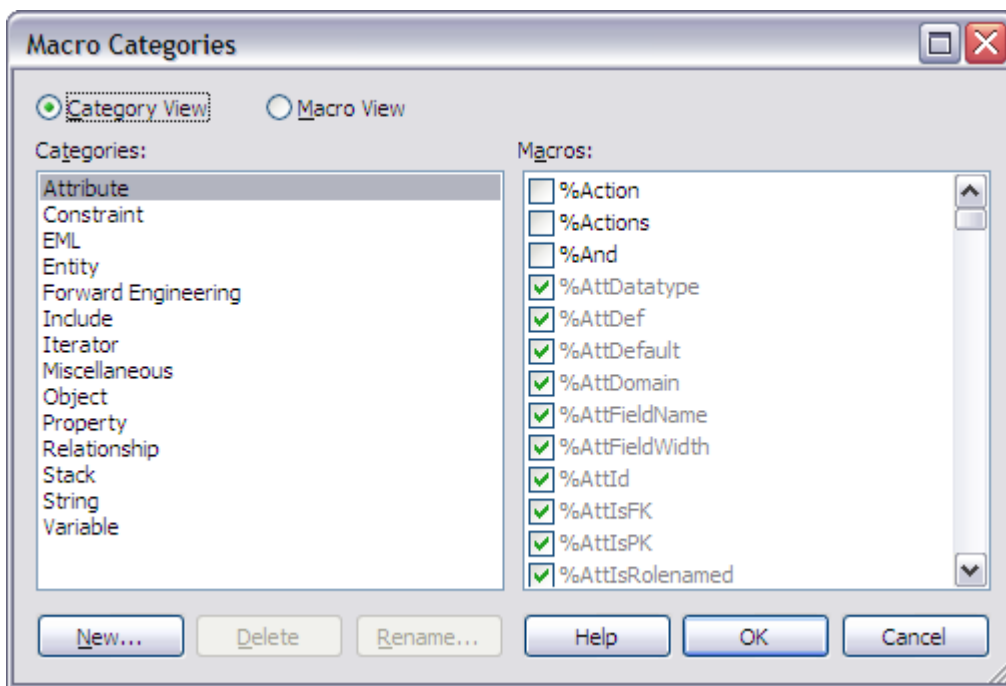 Macro Categories
Category View Macro View
Categories:
Attribute
Constraint
EML
Entity
Forward Engineering
Include
Iterator
Miscellaneous
Object
Property
Relationship
Stack
String
Variable
Macros:
%Action
%Actions
%And
%AttDatatype
%AttDef
%AttDefault
%AttDomain
%AttFieldName
%AttFieldWidth
%AttId
%AttIsFK
%AttIsPK
%AttIsRolenamed
New... Delete Rename... Help OK Cancel